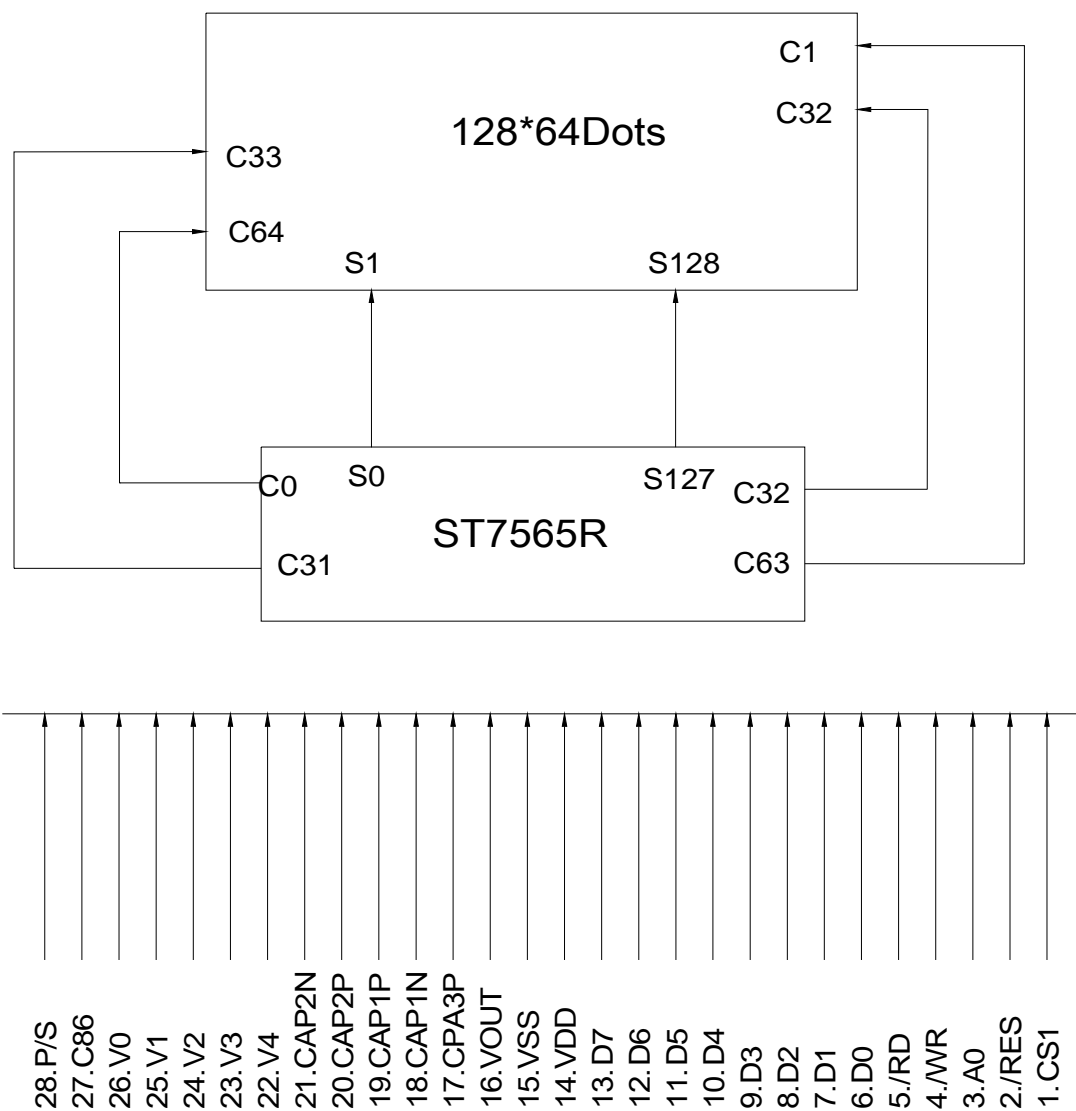 C1
128*64Dots
C32
C33
C64
S1
S128
C0
S0
S127
C32
ST7565R
C31
C63
28.P/S
27.C86
26.V0
25.V1
24.V2
23.V3
22.V4
21.CAP2N
20.CAP2P
19.CAP1P
18.CAP1N
17.CPA3P
16.VOUT
15.VSS
14.VDD
13.D7
12.D6
11.D5
10.D4
9.D3
8.D2
7.D1
6.D0
5./RD
4./WR
3.A0
2./RES
1.CS1